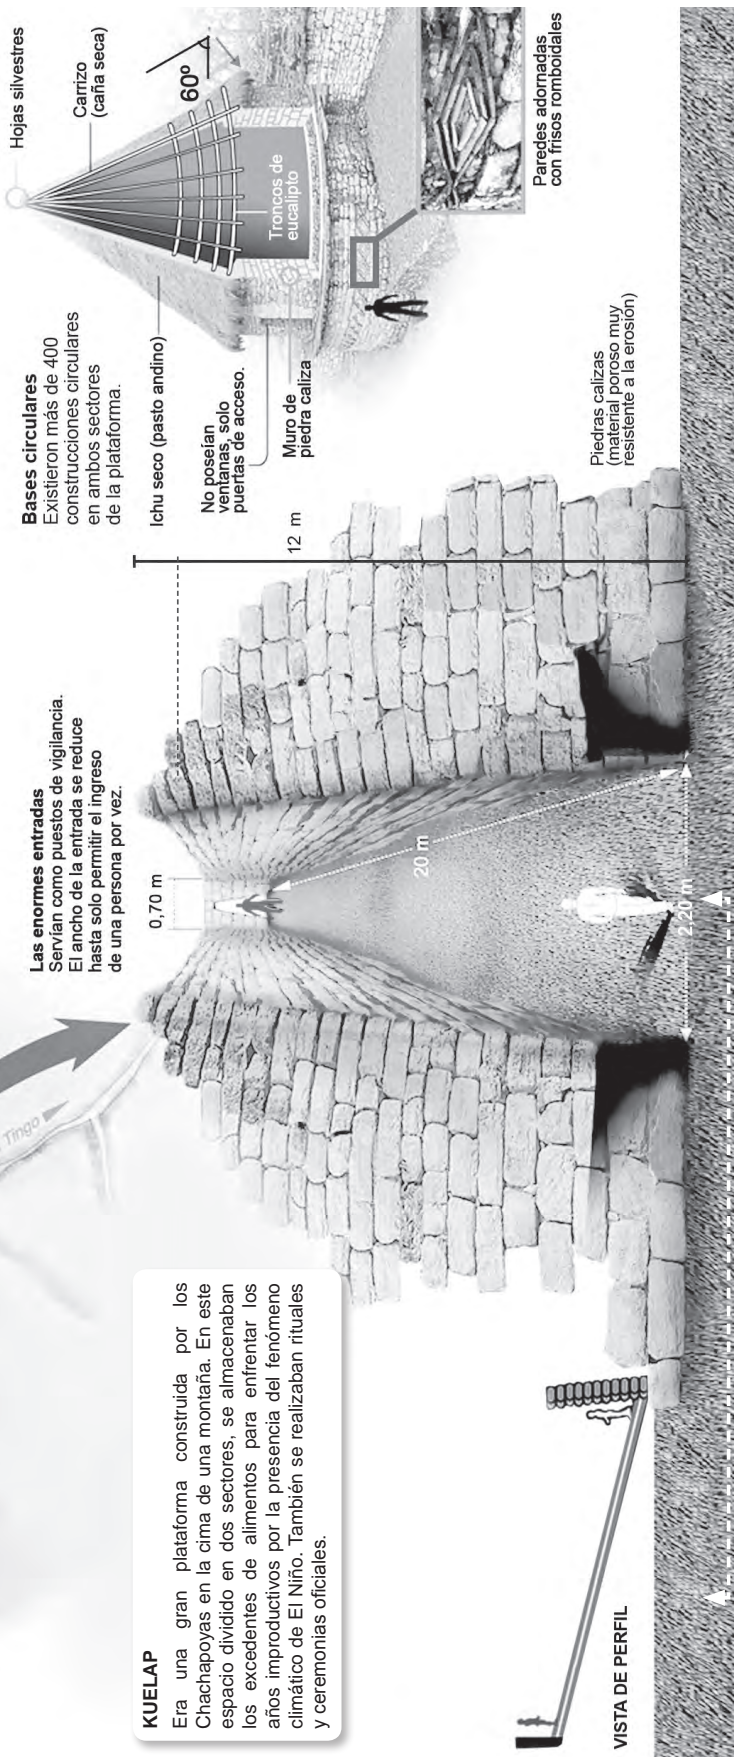 KUELAP
Era una gran plataforma construida por los
Chachapoyas en la cima de una montaña. En este
espacio dividido en dos sectores, se almacenaban
los excedentes de alimentos para enfrentar los
años improductivos por la presencia del fenómeno
climático de El Niño. También se realizaban rituales
y ceremonias oficiales.
VISTA DE PERFIL
Tingo
Las enormes entradas
Servían como puestos de vigilancia.
El ancho de la entrada se reduce
hasta solo permitir el ingreso
de una persona por vez.
0,70 m
20 m
2,20 m
12 m
Bases circulares
Existieron más de 400
construcciones circulares
en ambos sectores
de la plataforma.
Ichu seco (pasto andino)
No poseían
ventanas, solo
puertas de acceso.
Muro de
piedra caliza
Piedras calizas
(material poroso muy
resistente a la erosión)
Hojas silvestres
Carrizo
(caña seca)
60º
Troncos de
eucalipto
Paredes adornadas
con frisos romboidales